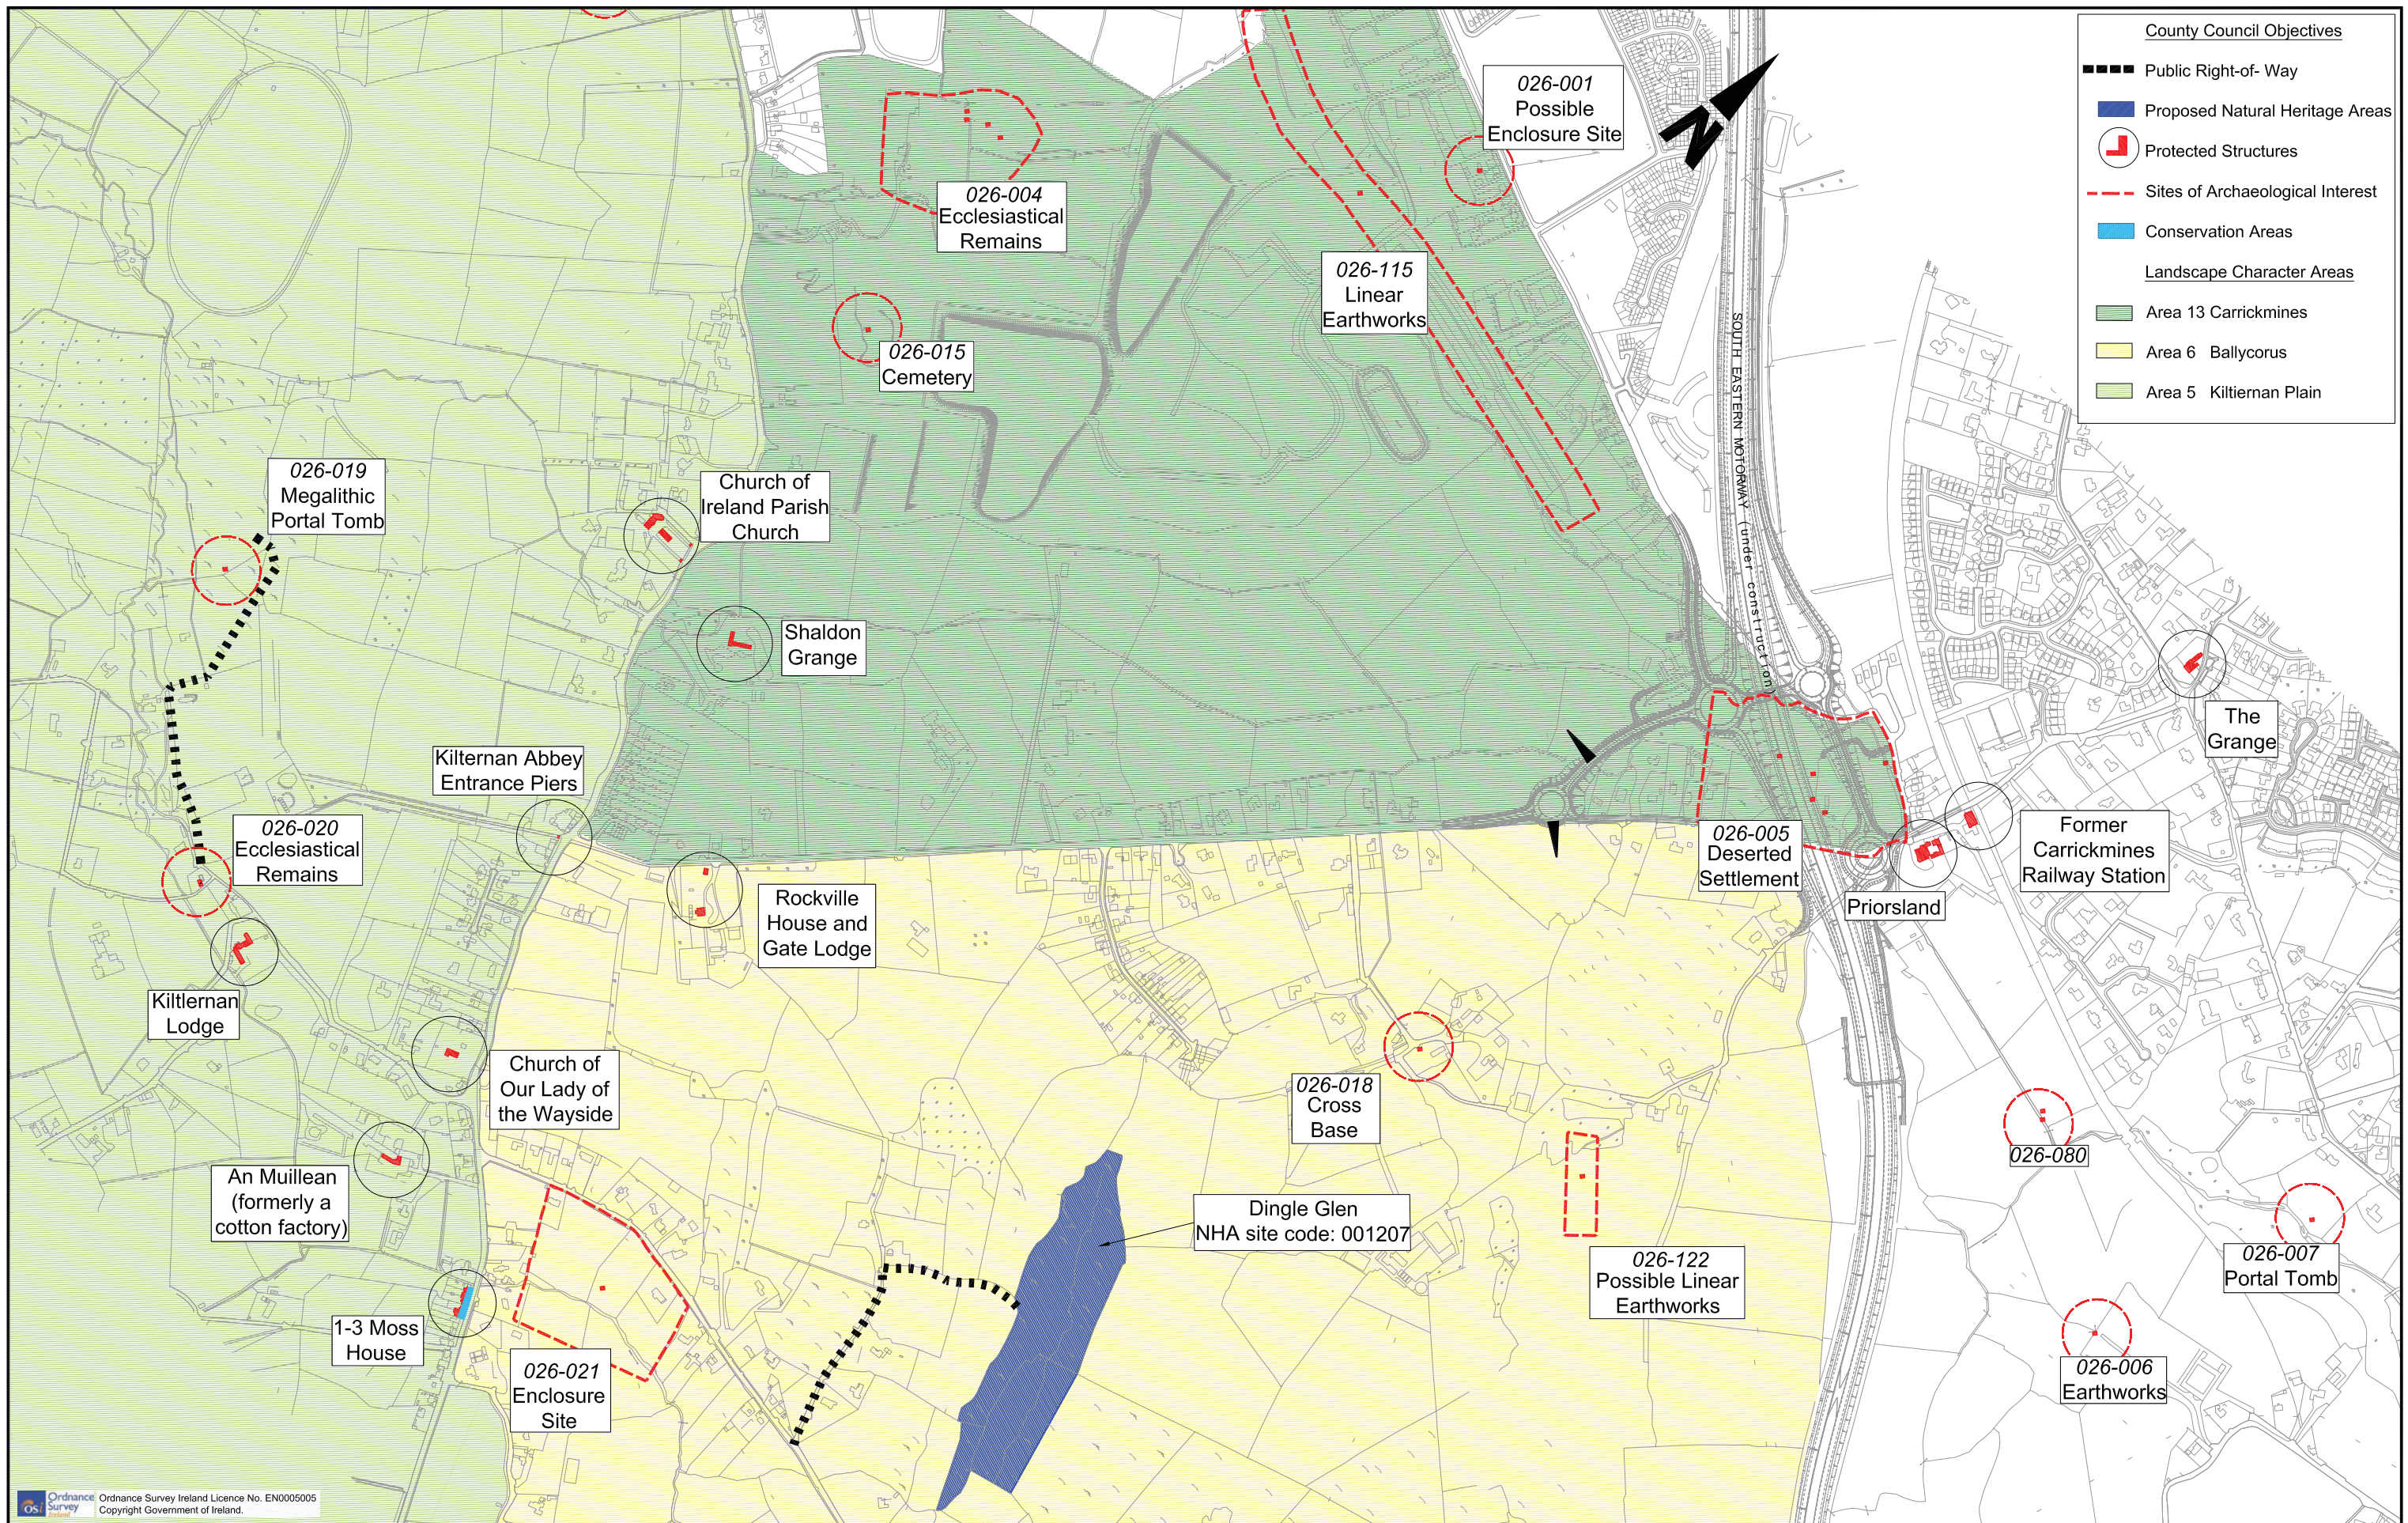 County Council Objectives
Public Right-of- Way
Proposed Natural Heritage Areas
Protected Structures
Sites of Archaeological Interest
Conservation Areas
Landscape Character Areas
Area 13 Carrickmines
Area 6 Ballycorus
Area 5 Kiltiernan Plain
N
026-001
Possible
Enclosure Site
026-004
Ecclesiastical
Remains
026-115
Linear
Earthworks
026-015
Cemetery
SOUTH EASTERN MOTORWAY (under construction)
026-019
Megalithic
Portal Tomb
Church of
Ireland Parish
Church
Shaldon
Grange
The
Grange
Kilternan Abbey
Entrance Piers
026-020
Ecclesiastical
Remains
026-005
Deserted
Settlement
Former
Carrickmines
Railway Station
Priorsland
Rockville
House and
Gate Lodge
Kiltlernan
Lodge
Church of
Our Lady of
the Wayside
026-018
Cross
Base
026-080
An Muillean
(formerly a
cotton factory)
Dingle Glen
NHA site code: 001207
026-122
Possible Linear
Earthworks
026-007
Portal Tomb
1-3 Moss
House
026-021
Enclosure
Site
026-006
Earthworks
OSi
Ordnance
Survey
Ireland
Ordnance Survey Ireland Licence No. EN0005005
Copyright Government of Ireland.